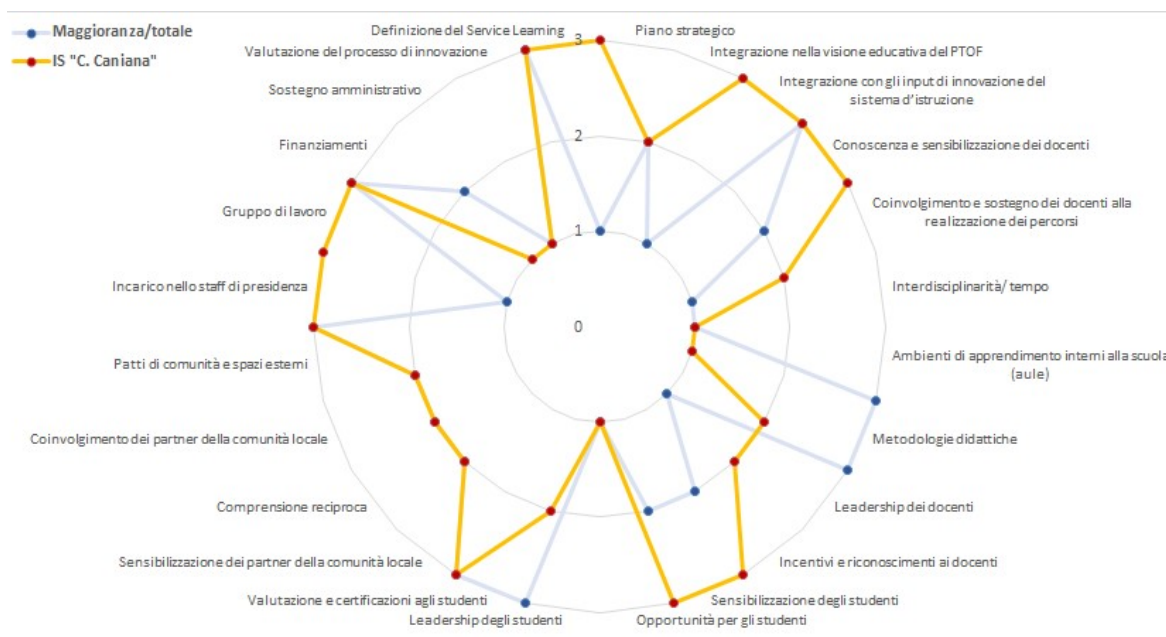 Maggioranza/totale
IS "C. Caniana"
Definizione del Service Learning
Piano strategico
Valutazione del processo di innovazione
Integrazione nella visione educativa del PTOF
Sostegno amministrativo
Integrazione con gli input di innovazione del
sistema d'istruzione
Finanziamenti
Conoscenza e sensibilizzazione dei docenti
Gruppo di lavoro
Coinvolgimento e sostegno dei docenti alla
realizzazione dei percorsi
Incarico nello staff di presidenza
Interdisciplinarità/ tempo
Patti di comunità e spazi esterni
Ambienti di apprendimento interni alla scuola
(aule)
Coinvolgimento dei partner della comunità locale
Metodologie didattiche
Comprensione reciproca
Leadership dei docenti
Sensibilizzazione dei partner della comunità locale
Incentivi e riconoscimenti ai docenti
Valutazione e certificazioni agli studenti
Sensibilizzazione degli studenti
Leadership degli studenti
Opportunità per gli studenti
3
2
1
0